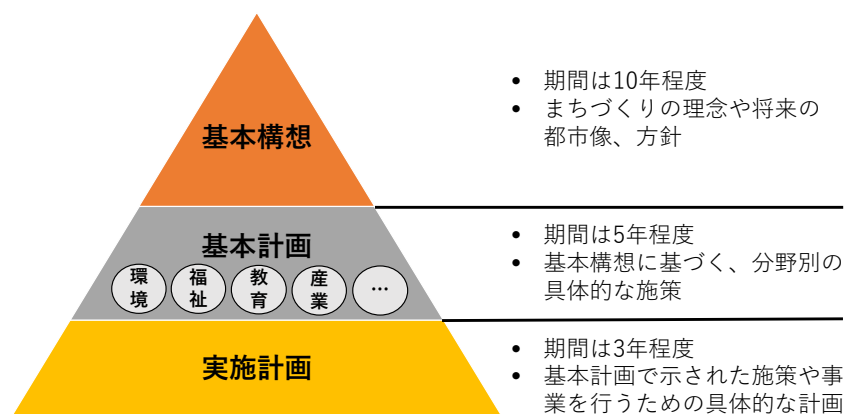 基本構想
• 期間は10年程度
• まちづくりの理念や将来の
都市像、方針
基本計画
環境
福祉
教育
産業
…
• 期間は5年程度
• 基本構想に基づく、分野別の
具体的な施策
実施計画
• 期間は3年程度
• 基本計画で示された施策や事
業を行うための具体的な計画